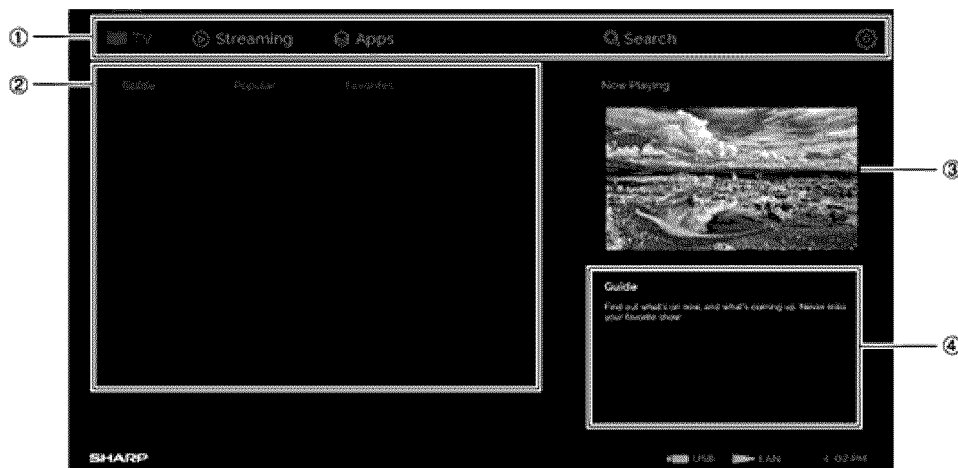 ① TV Streaming Apps Search
② Guide Popular Favorites
Now Playing
③
Guide
Find out what's on now, and what's coming up. Never miss
your favorite show
④
SHARP USB LAN